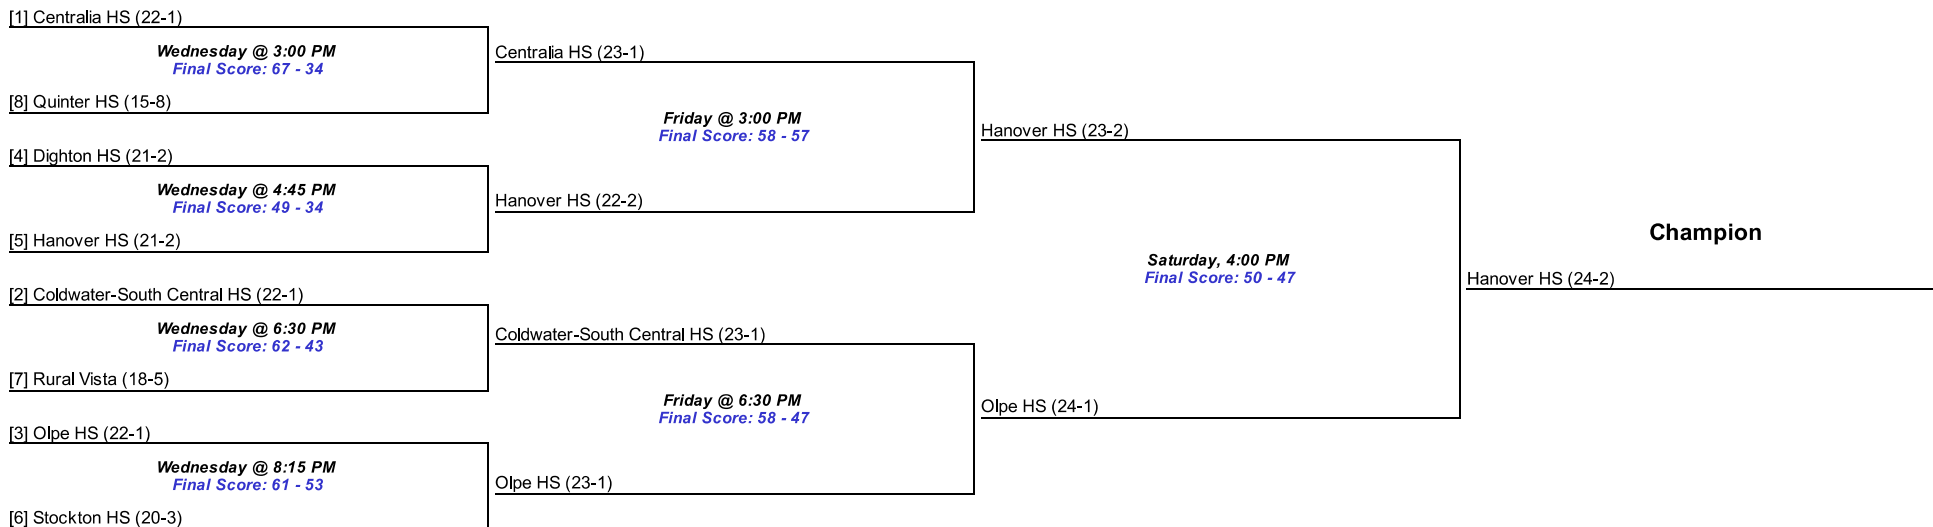 [1] Centralia HS (22-1)
Wednesday @ 3:00 PM
Final Score: 67 - 34
[8] Quinter HS (15-8)
[4] Dighton HS (21-2)
Wednesday @ 4:45 PM
Final Score: 49 - 34
[5] Hanover HS (21-2)
[2] Coldwater-South Central HS (22-1)
Wednesday @ 6:30 PM
Final Score: 62 - 43
[7] Rural Vista (18-5)
[3] Olpe HS (22-1)
Wednesday @ 8:15 PM
Final Score: 61 - 53
[6] Stockton HS (20-3)
Centralia HS (23-1)
Friday @ 3:00 PM
Final Score: 58 - 57
Hanover HS (22-2)
Coldwater-South Central HS (23-1)
Friday @ 6:30 PM
Final Score: 58 - 47
Olpe HS (23-1)
Hanover HS (23-2)
Saturday, 4:00 PM
Final Score: 50 - 47
Olpe HS (24-1)
Champion
Hanover HS (24-2)